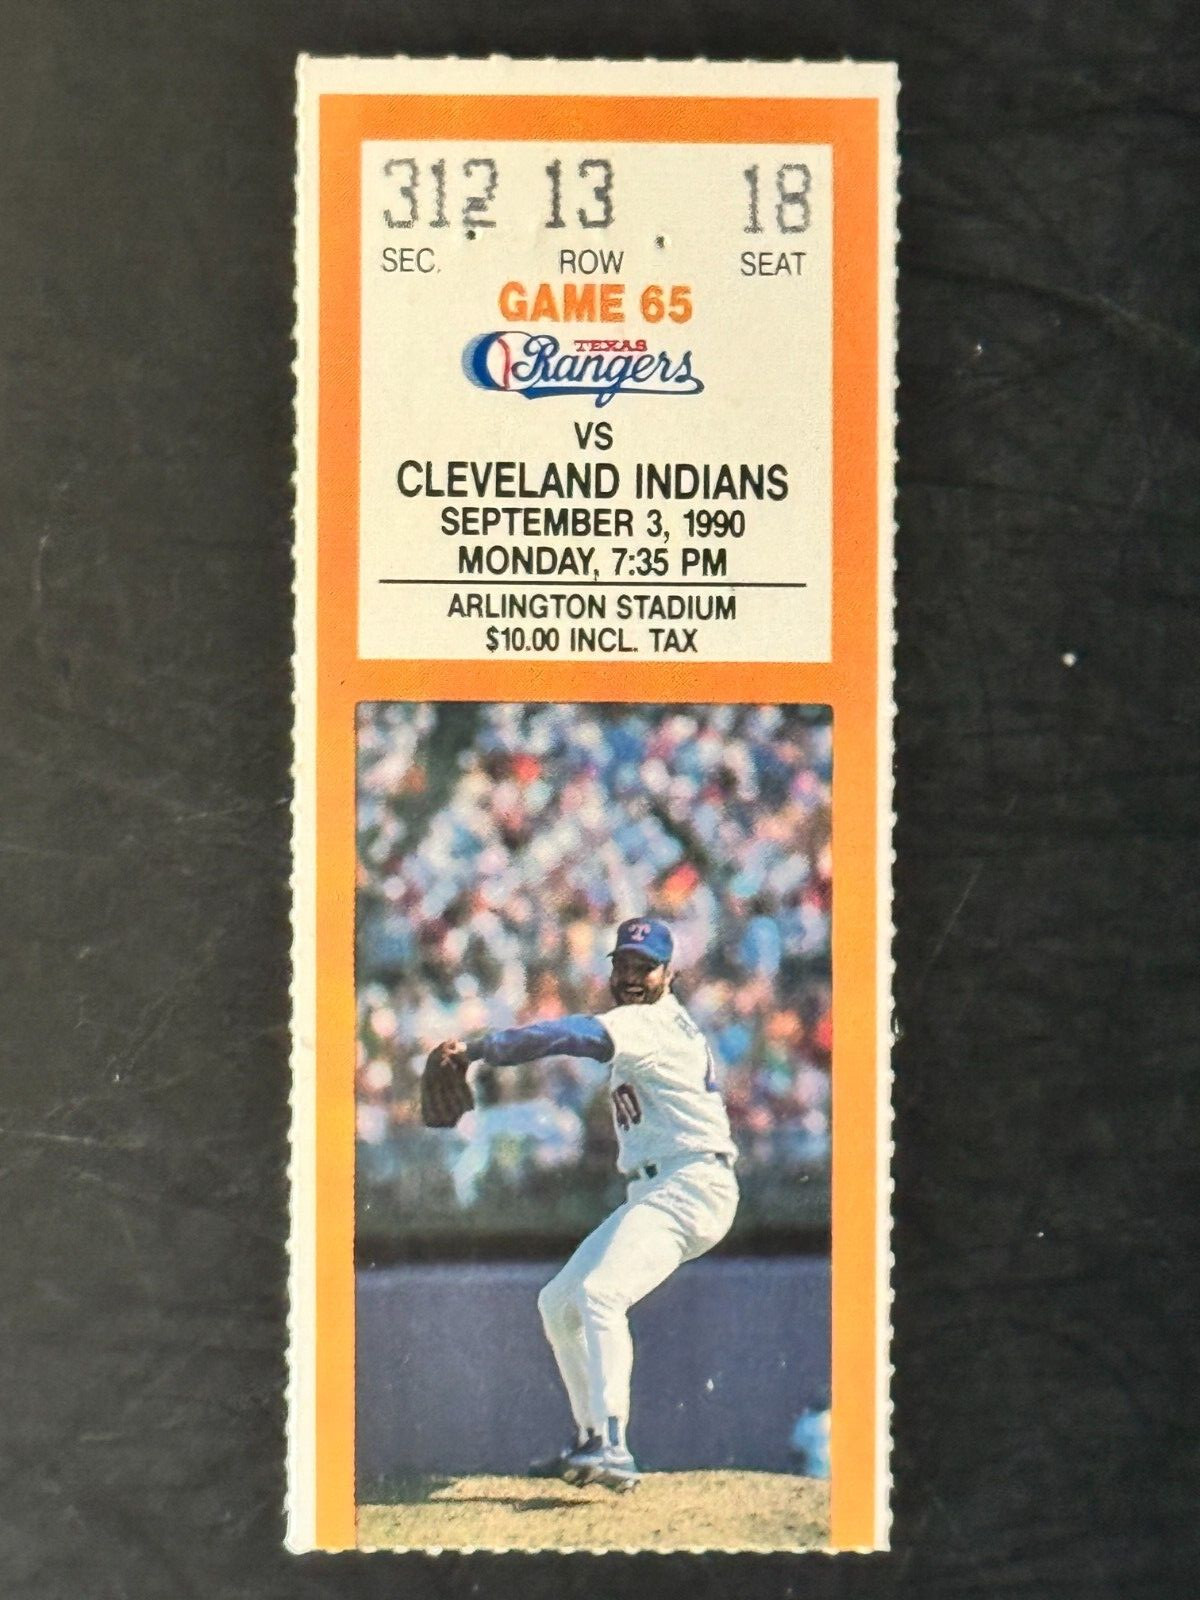 312 13 18
SEC. ROW SEAT
GAME 65
TEXAS
Rangers
VS
CLEVELAND INDIANS
SEPTEMBER 3, 1990
MONDAY, 7:35 PM
ARLINGTON STADIUM
$10.00 INCL. TAX
T
40